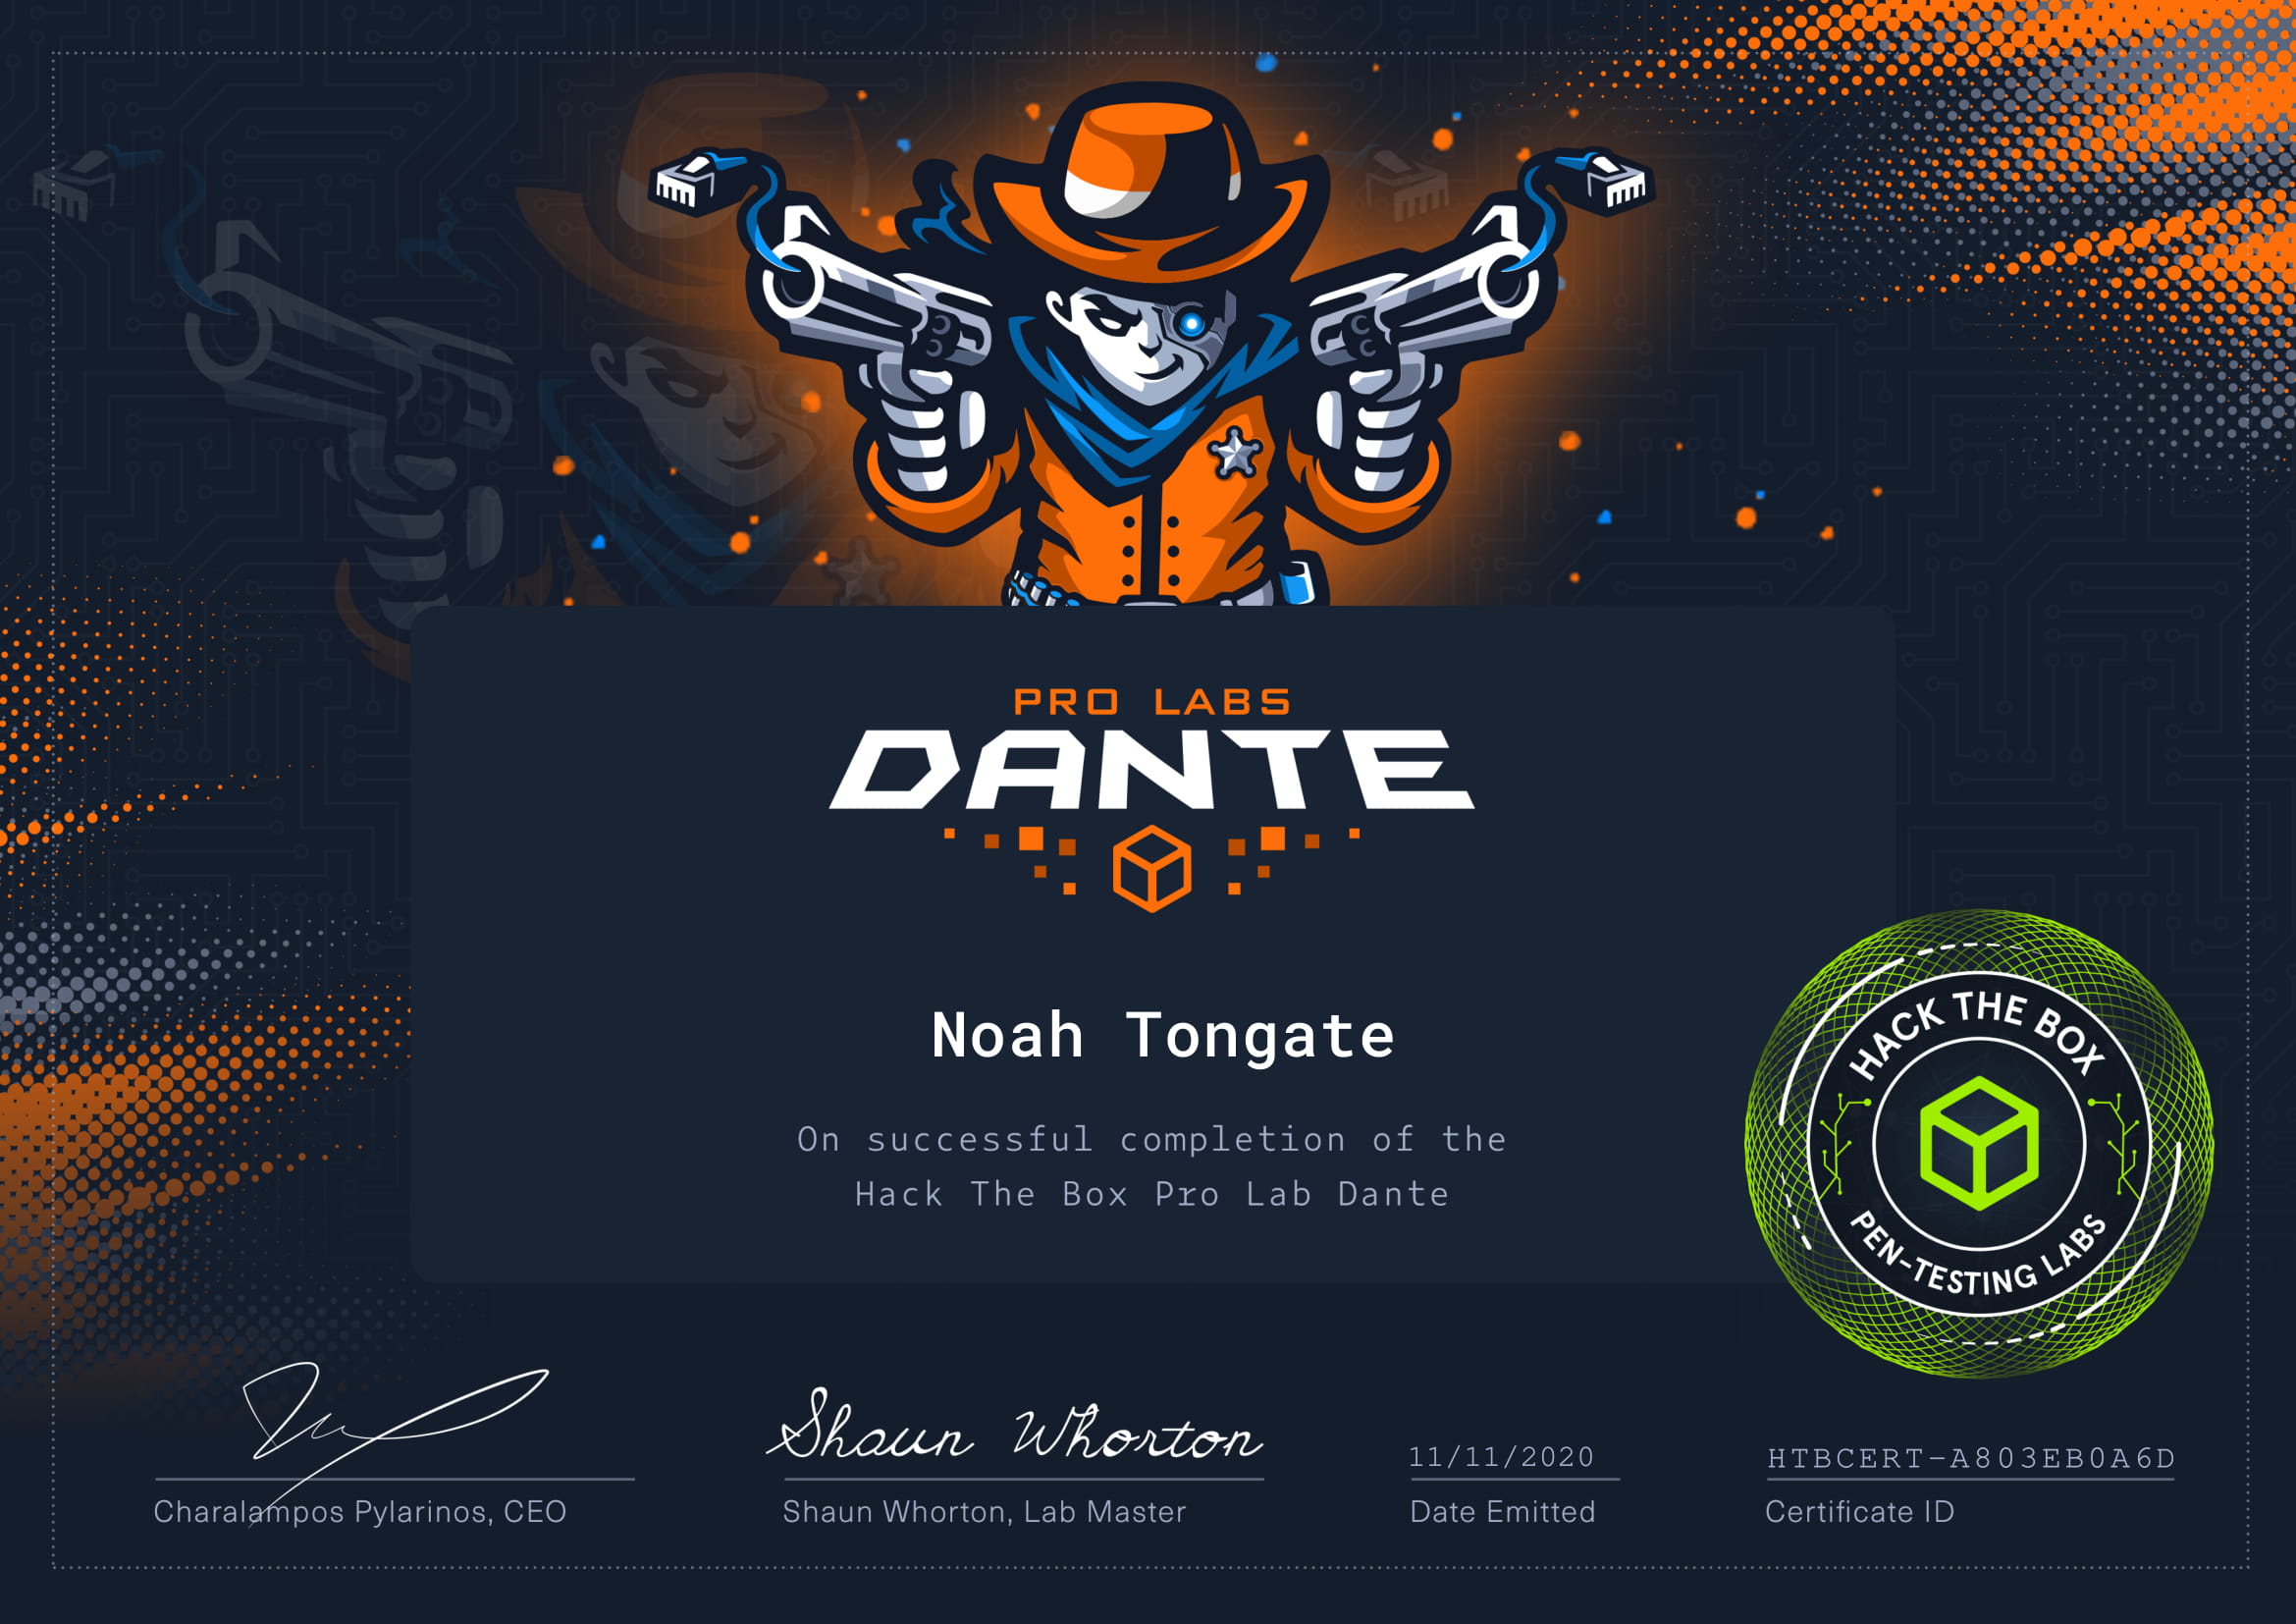 PRO LABS
DANTE
Noah Tongate
On successful completion of the
Hack The Box Pro Lab Dante
HACK THE BOX
PEN-TESTING LABS
Shaun Whorton
11/11/2020
HTBCERT-A803EB0A6D
Charalampos Pylarinos, CEO
Shaun Whorton, Lab Master
Date Emitted
Certificate ID